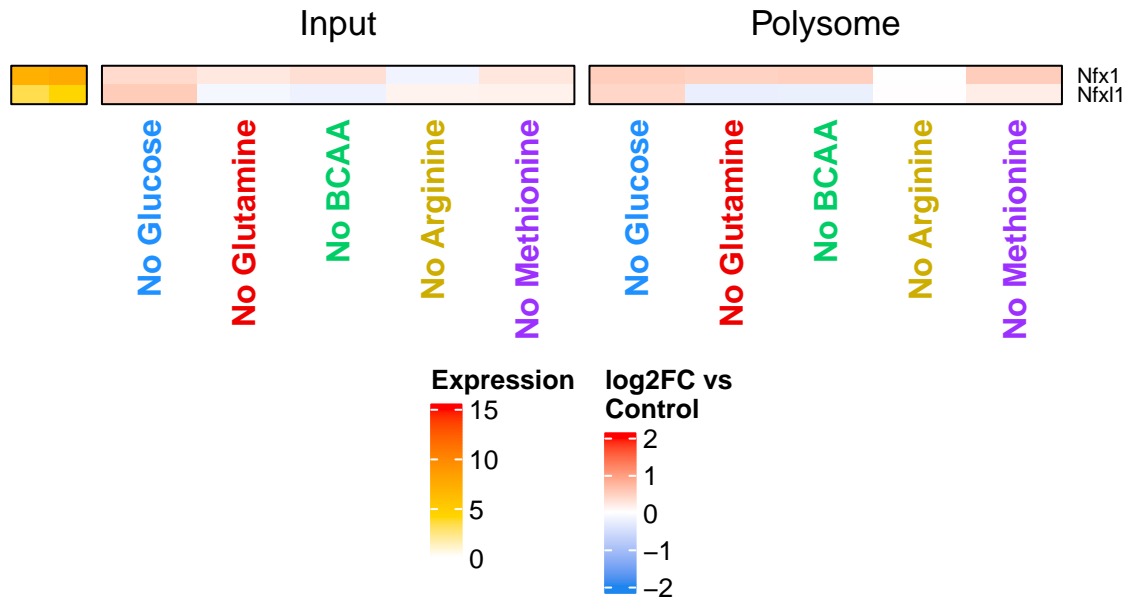 Input
Polysome
Nfx1
Nfxl1
No Glucose
No Glutamine
No BCAA
No Arginine
No Methionine
No Glucose
No Glutamine
No BCAA
No Arginine
No Methionine
Expression
15
10
5
0
log2FC vs
Control
2
1
0
−1
−2